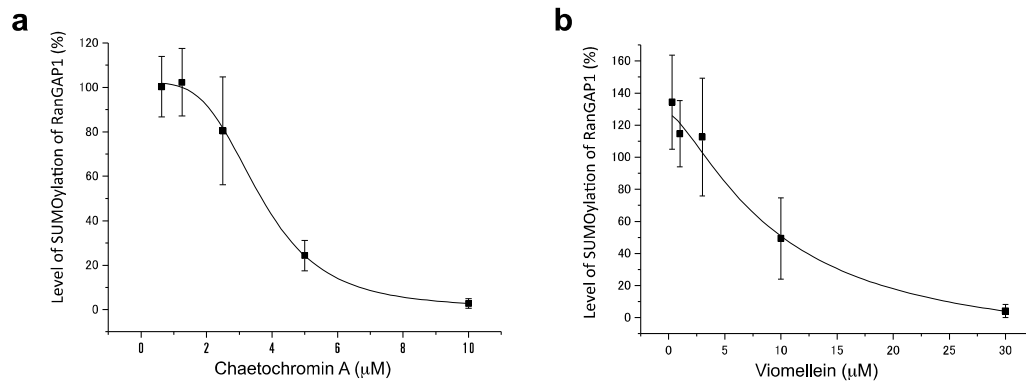 a
Level of SUMOylation of RanGAP1 (%)
120
100
80
60
40
20
0
0 2 4 6 8 10
Chaetochromin A (μM)
b
Level of SUMOylation of RanGAP1 (%)
160
140
120
100
80
60
40
20
0
0 5 10 15 20 25 30
Viomellein (μM)